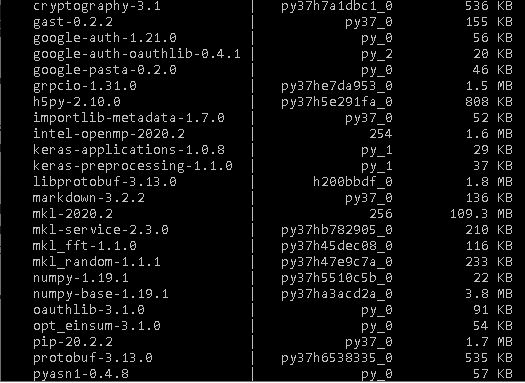 cryptography-3.1 | py37h7a1dbc1_0 536 KB
gast-0.2.2 | py37_0 155 KB
google-auth-1.21.0 | py_0 56 KB
google-auth-oauthlib-0.4.1 | py_2 20 KB
google-pasta-0.2.0 | py_0 46 KB
grpcio-1.31.0 | py37he7da953_0 1.5 MB
h5py-2.10.0 | py37h5e291fa_0 808 KB
importlib-metadata-1.7.0 | py37_0 52 KB
intel-openmp-2020.2 | 254 1.6 MB
keras-applications-1.0.8 | py_1 29 KB
keras-preprocessing-1.1.0 | py_1 37 KB
libprotobuf-3.13.0 | h200bbdf_0 1.8 MB
markdown-3.2.2 | py37_0 136 KB
mkl-2020.2 | 256 109.3 MB
mkl-service-2.3.0 | py37hb782905_0 210 KB
mkl_fft-1.1.0 | py37h45dec08_0 116 KB
mkl_random-1.1.1 | py37h47e9c7a_0 233 KB
numpy-1.19.1 | py37h5510c5b_0 22 KB
numpy-base-1.19.1 | py37ha3acd2a_0 3.8 MB
oauthlib-3.1.0 | py_0 91 KB
opt_einsum-3.1.0 | py_0 54 KB
pip-20.2.2 | py37_0 1.7 MB
protobuf-3.13.0 | py37h6538335_0 535 KB
pyasn1-0.4.8 | py_0 57 KB